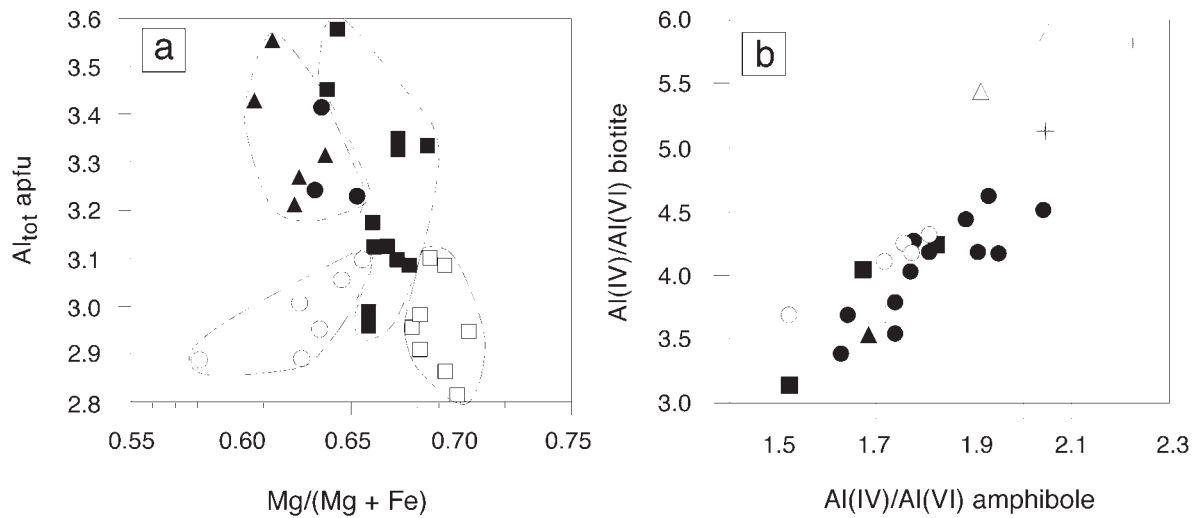 a
3.6
3.5
3.4
3.3
3.2
3.1
3.0
2.9
2.8
Al_tot apfu
0.55 0.60 0.65 0.70 0.75
Mg/(Mg + Fe)
b
6.0
5.5
5.0
4.5
4.0
3.5
3.0
Al(IV)/Al(VI) biotite
1.5 1.7 1.9 2.1 2.3
Al(IV)/Al(VI) amphibole